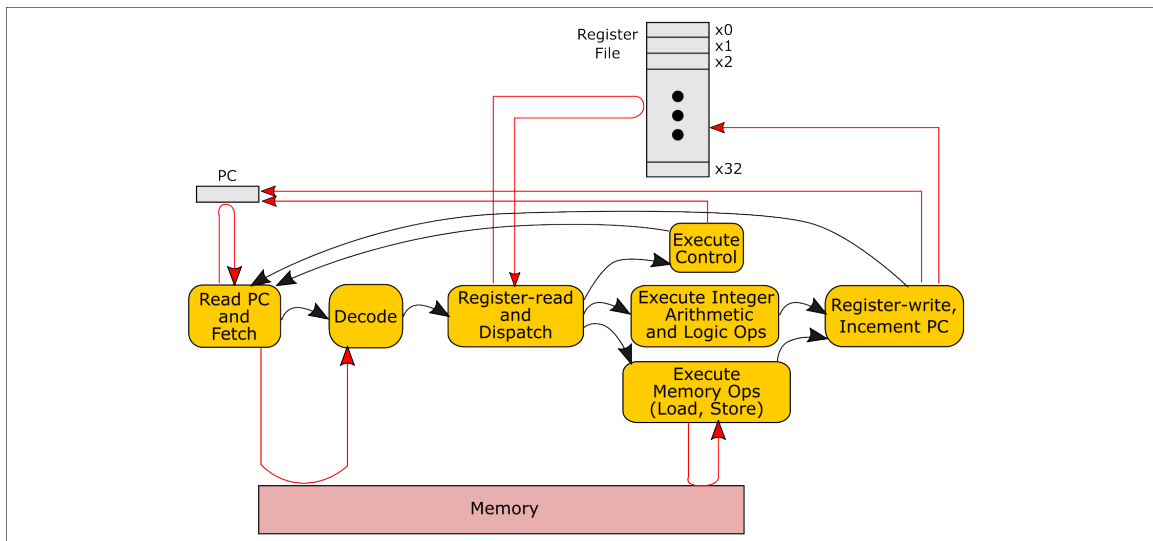 Register
File
x0
x1
x2
x32
PC
Execute
Control
Read PC
and
Fetch
Decode
Register-read
and
Dispatch
Execute Integer
Arithmetic
and Logic Ops
Register-write,
Incement PC
Execute
Memory Ops
(Load, Store)
Memory